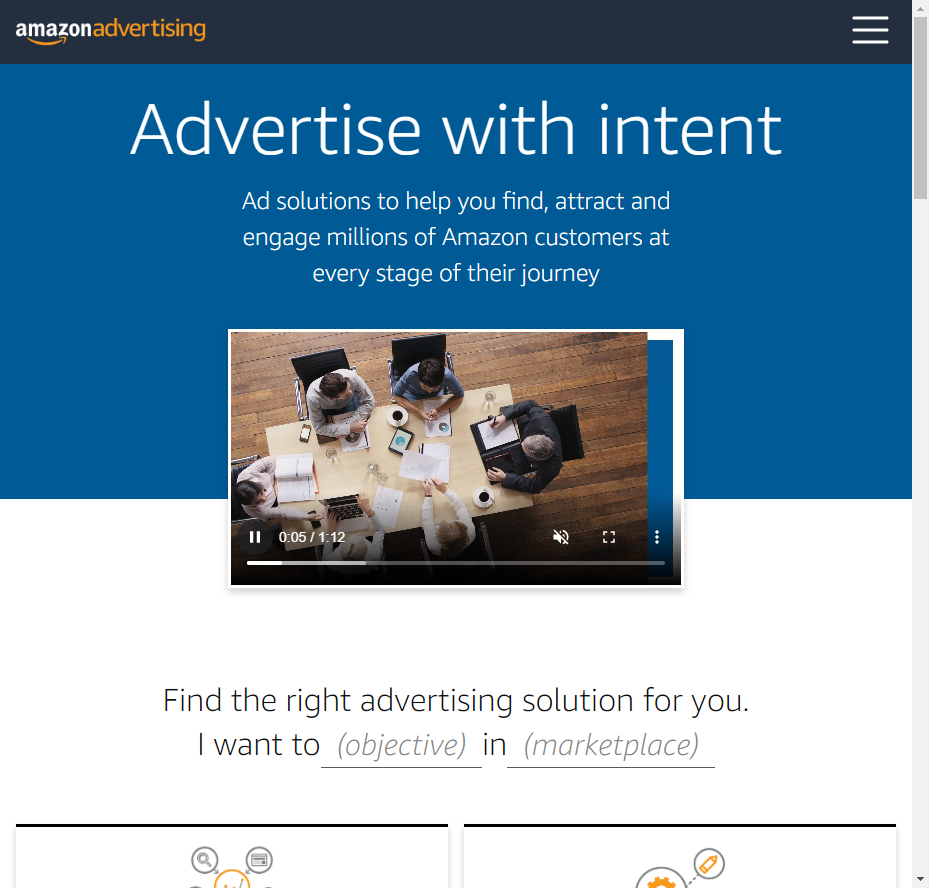 amazonadvertising
Advertise with intent
Ad solutions to help you find, attract and
engage millions of Amazon customers at
every stage of their journey
0:05 / 1:12
Find the right advertising solution for you.
I want to (objective) in (marketplace)